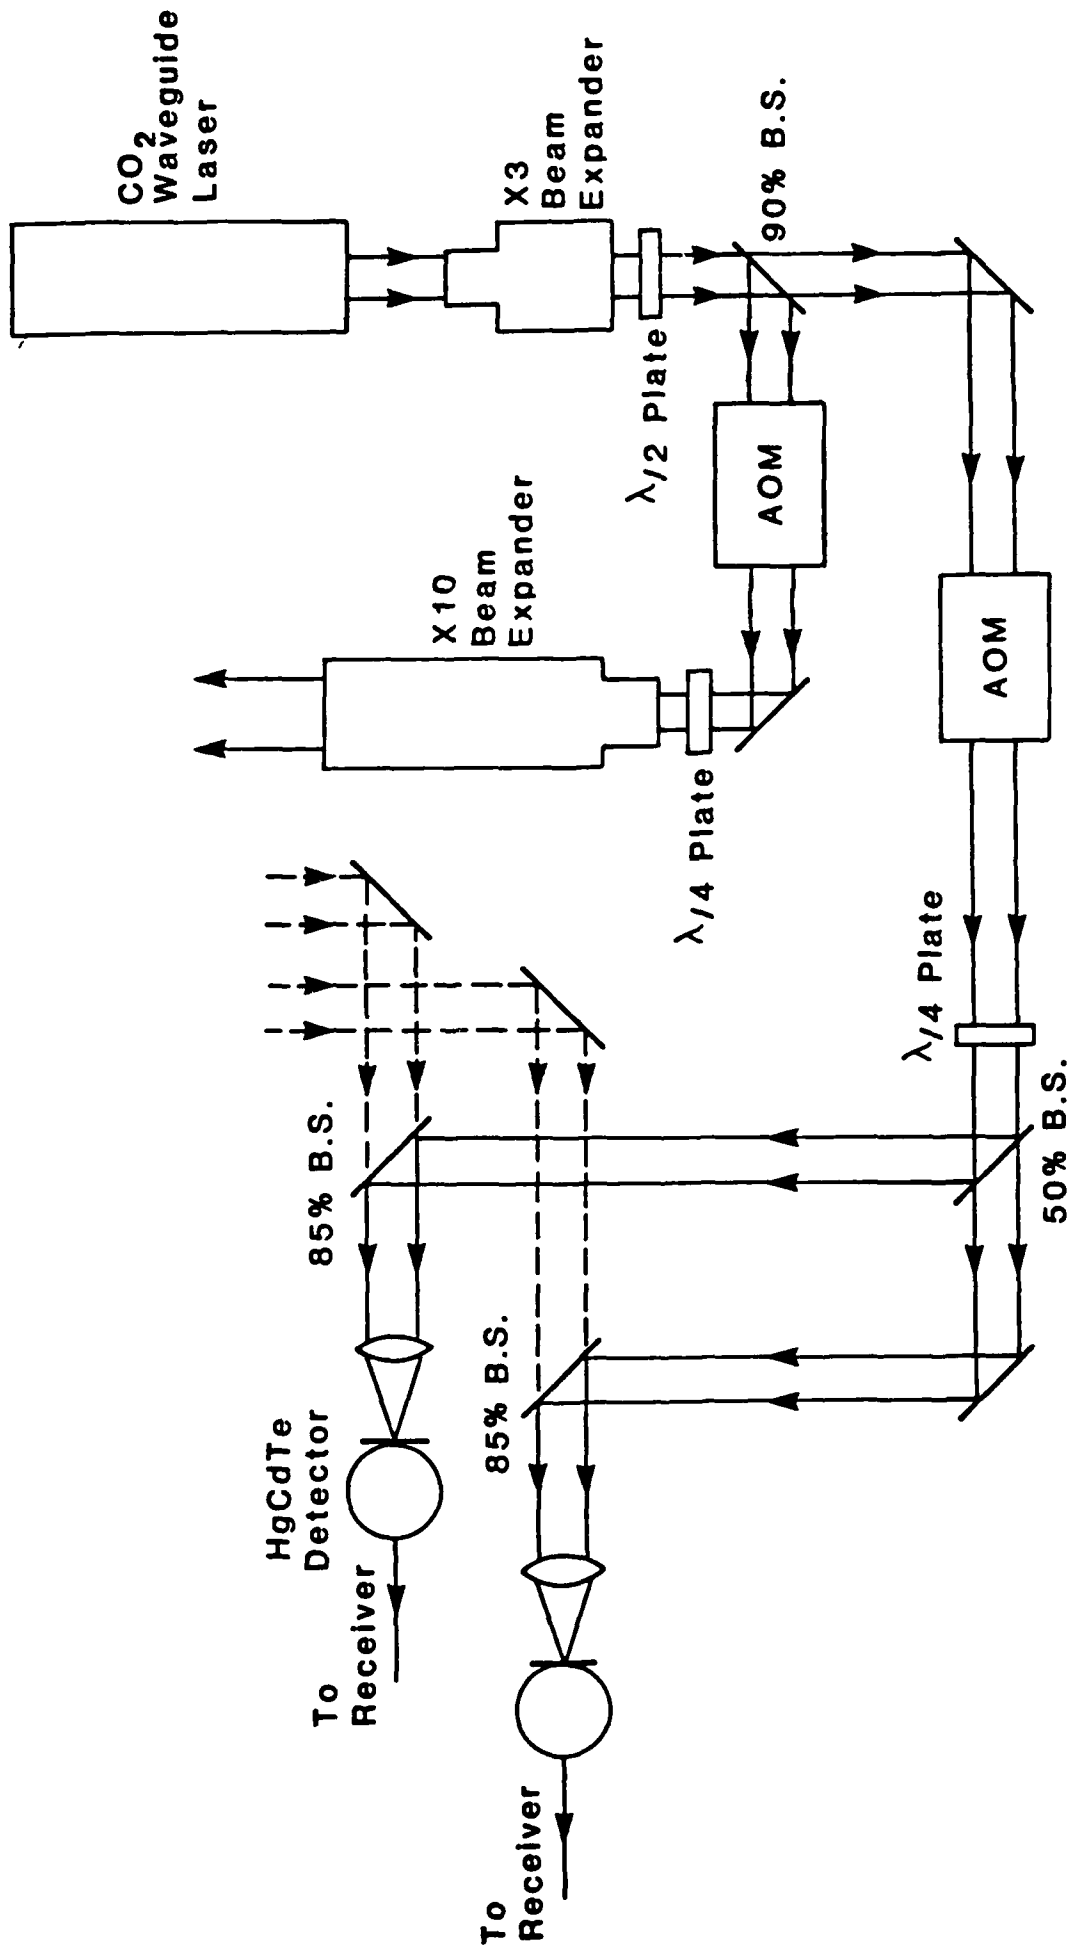 CO2
Waveguide
Laser
X3
Beam
Expander
λ/2 Plate
90% B.S.
AOM
X10
Beam
Expander
λ/4 Plate
AOM
λ/4 Plate
50% B.S.
85% B.S.
85% B.S.
HgCdTe
Detector
To
Receiver
To
Receiver